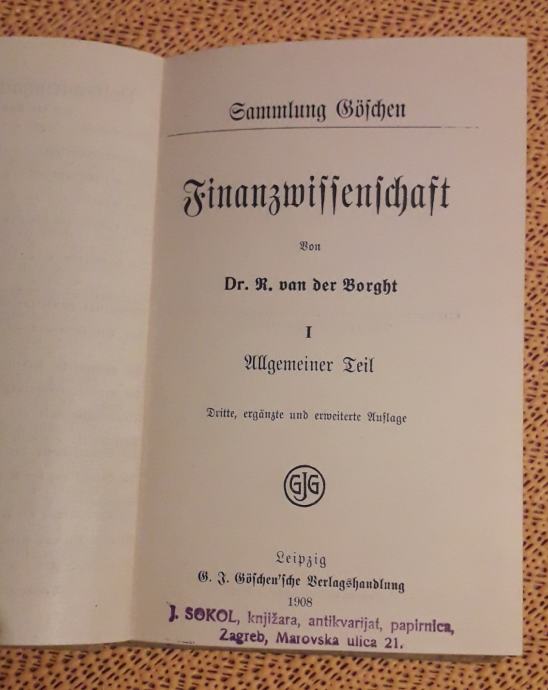 Sammlung Göschen
Finanzwissenschaft
Von
Dr. R. van der Borght
I
Allgemeiner Teil
Dritte, ergänzte und erweiterte Auflage
GJG
Leipzig
G. J. Göschen'sche Verlagshandlung
1908
J. SOKOL, knjižara, antikvarijat, papirnica,
Zagreb, Marovska ulica 21.